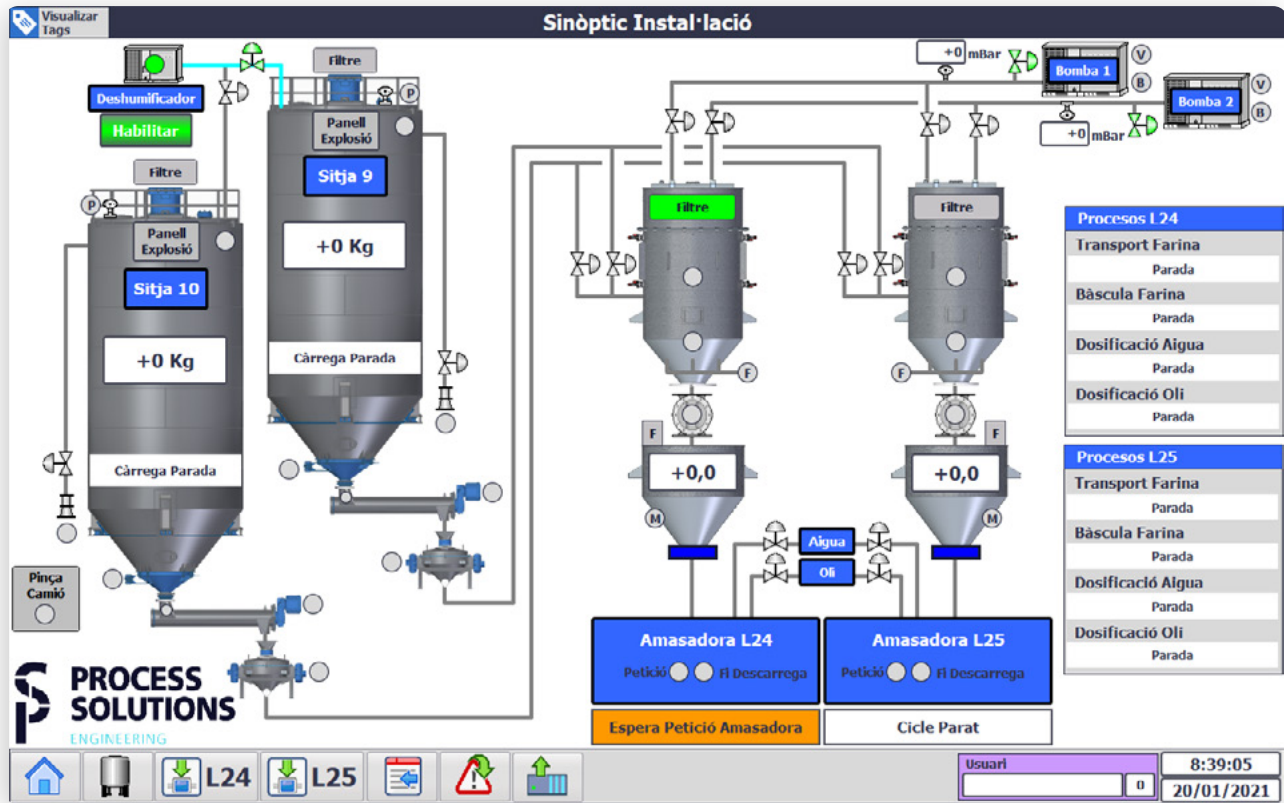 Visualizar
Tags
Sinòptic Instal·lació
Deshumificador
Habilitar
Filtre
P
Panell
Explosió
Sitja 9
+0 Kg
Càrrega Parada
Filtre
P
Panell
Explosió
Sitja 10
+0 Kg
Càrrega Parada
Pinça
Camió
+0 mBar
Bomba 1
V
B
Bomba 2
V
B
+0 mBar
Filtre
Filtre
F
F
F
F
+0,0
+0,0
M
M
Aigua
Oli
Amasadora L24
Petició
Fi Descarrega
Espera Petició Amasadora
Amasadora L25
Petició
Fi Descarrega
Cicle Parat
Procesos L24
Transport Farina
Parada
Bàscula Farina
Parada
Dosificació Aigua
Parada
Dosificació Oli
Parada
Procesos L25
Transport Farina
Parada
Bàscula Farina
Parada
Dosificació Aigua
Parada
Dosificació Oli
Parada
PROCESS
SOLUTIONS
ENGINEERING
L24
L25
Usuari
0
8:39:05
20/01/2021